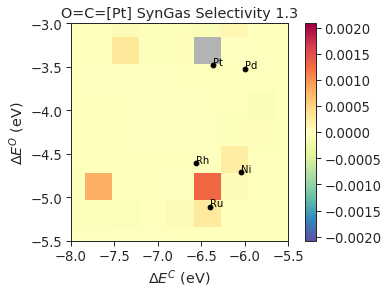 O=C=[Pt] SynGas Selectivity 1.3
−3.0
−3.5
−4.0
−4.5
−5.0
−5.5
ΔE^O (eV)
Pt
Pd
Rh
Ni
Ru
−8.0 −7.5 −7.0 −6.5 −6.0 −5.5
ΔE^C (eV)
0.0020
0.0015
0.0010
0.0005
0.0000
−0.0005
−0.0010
−0.0015
−0.0020